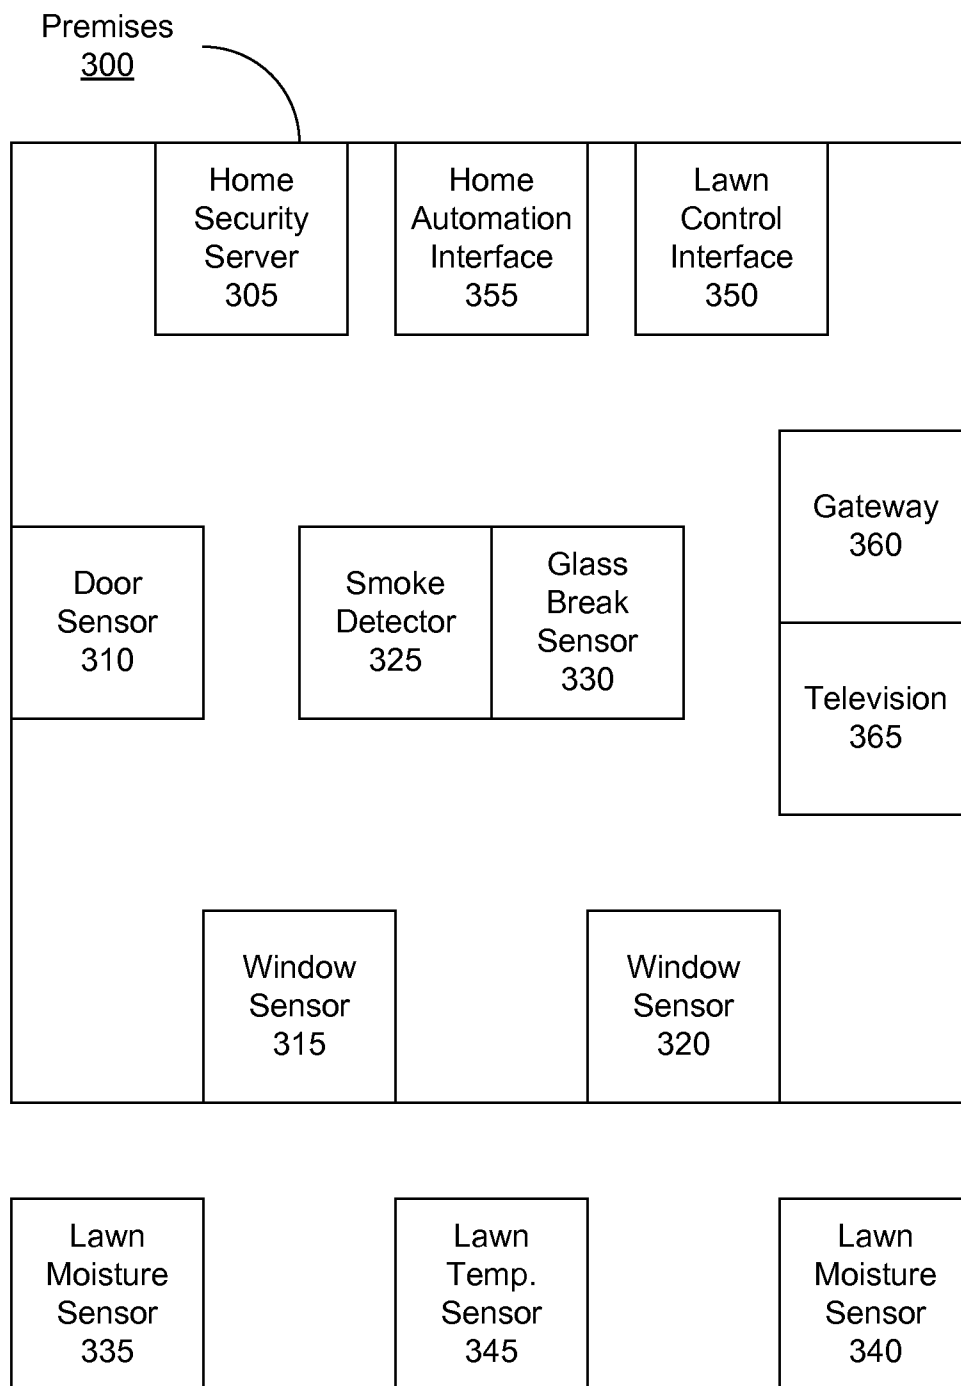 Premises
300
Home
Security
Server
305
Home
Automation
Interface
355
Lawn
Control
Interface
350
Gateway
360
Door
Sensor
310
Smoke
Detector
325
Glass
Break
Sensor
330
Television
365
Window
Sensor
315
Window
Sensor
320
Lawn
Moisture
Sensor
335
Lawn
Temp.
Sensor
345
Lawn
Moisture
Sensor
340